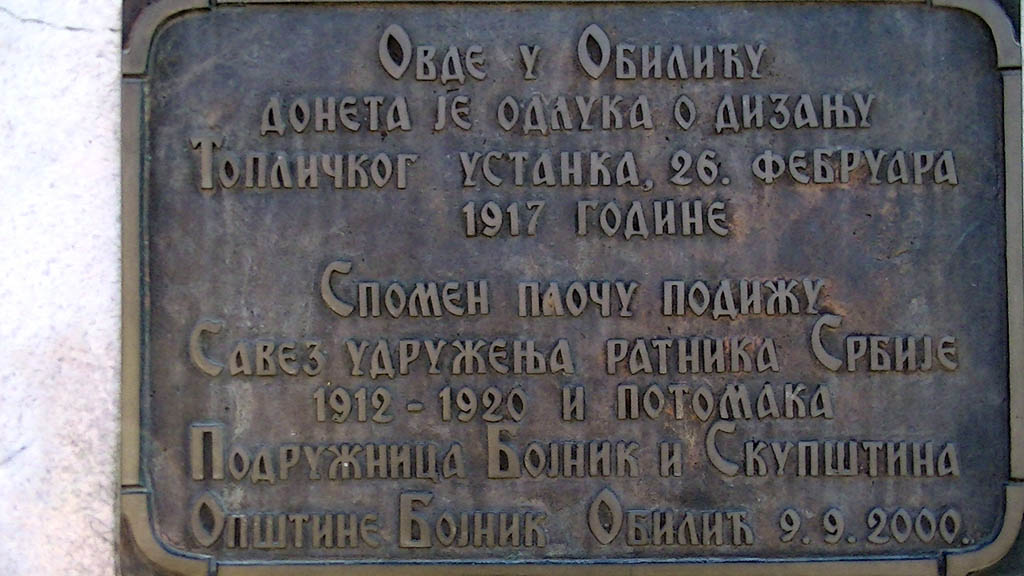 Овде у Обилићу
донета је одлука о дизању
Топличког устанка, 26. фебруара
1917 године
Спомен плочу подижу
Савез удружења ратника Србије
1912 - 1920 и потомака
Подружница Бојник и Скупштина
Општине Бојник Обилић 9.9.2000.